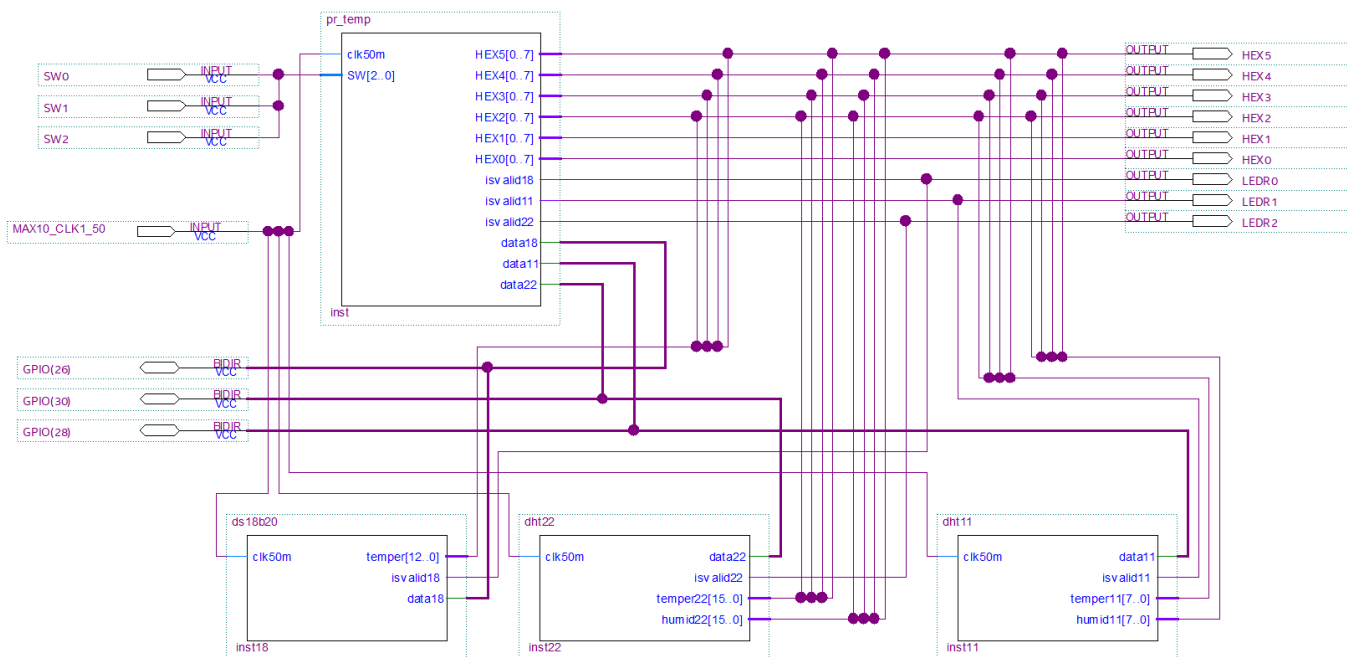 pr_temp
clk50m
SW[2..0]
HEX5[0..7]
HEX4[0..7]
HEX3[0..7]
HEX2[0..7]
HEX1[0..7]
HEX0[0..7]
isvalid18
isvalid11
isvalid22
data18
data11
data22
inst
SW0
INPUT
VCC
SW1
INPUT
VCC
SW2
INPUT
VCC
MAX10_CLK1_50
INPUT
VCC
GPIO(26)
BIDIR
VCC
GPIO(30)
BIDIR
VCC
GPIO(28)
BIDIR
VCC
OUTPUT
HEX5
OUTPUT
HEX4
OUTPUT
HEX3
OUTPUT
HEX2
OUTPUT
HEX1
OUTPUT
HEX0
OUTPUT
LEDR0
OUTPUT
LEDR1
OUTPUT
LEDR2
ds18b20
clk50m
temper[12..0]
isvalid18
data18
inst18
dht22
clk50m
data22
isvalid22
temper22[15..0]
humid22[15..0]
inst22
dht11
clk50m
data11
isvalid11
temper11[7..0]
humid11[7..0]
inst11